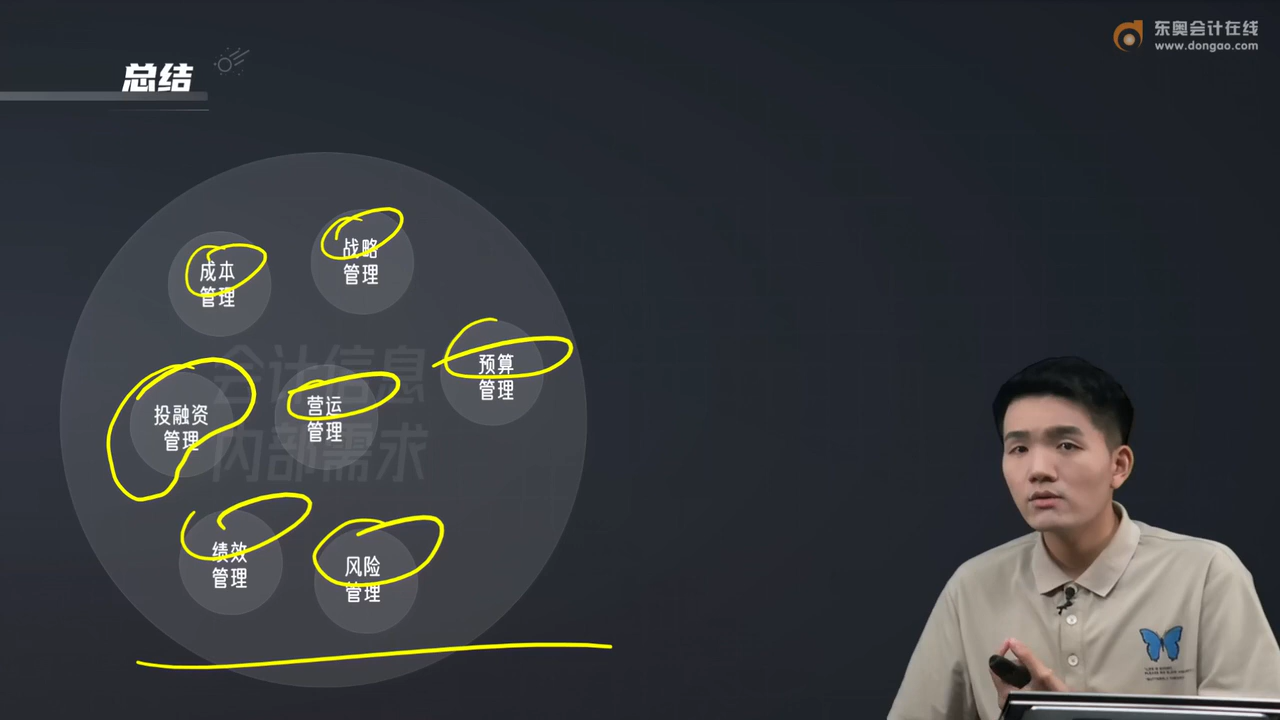 东奥会计在线
www.dongao.com
总结
战略
管理
成本
管理
预算
管理
会计信息
内部需求
投融资
管理
营运
管理
绩效
管理
风险
管理